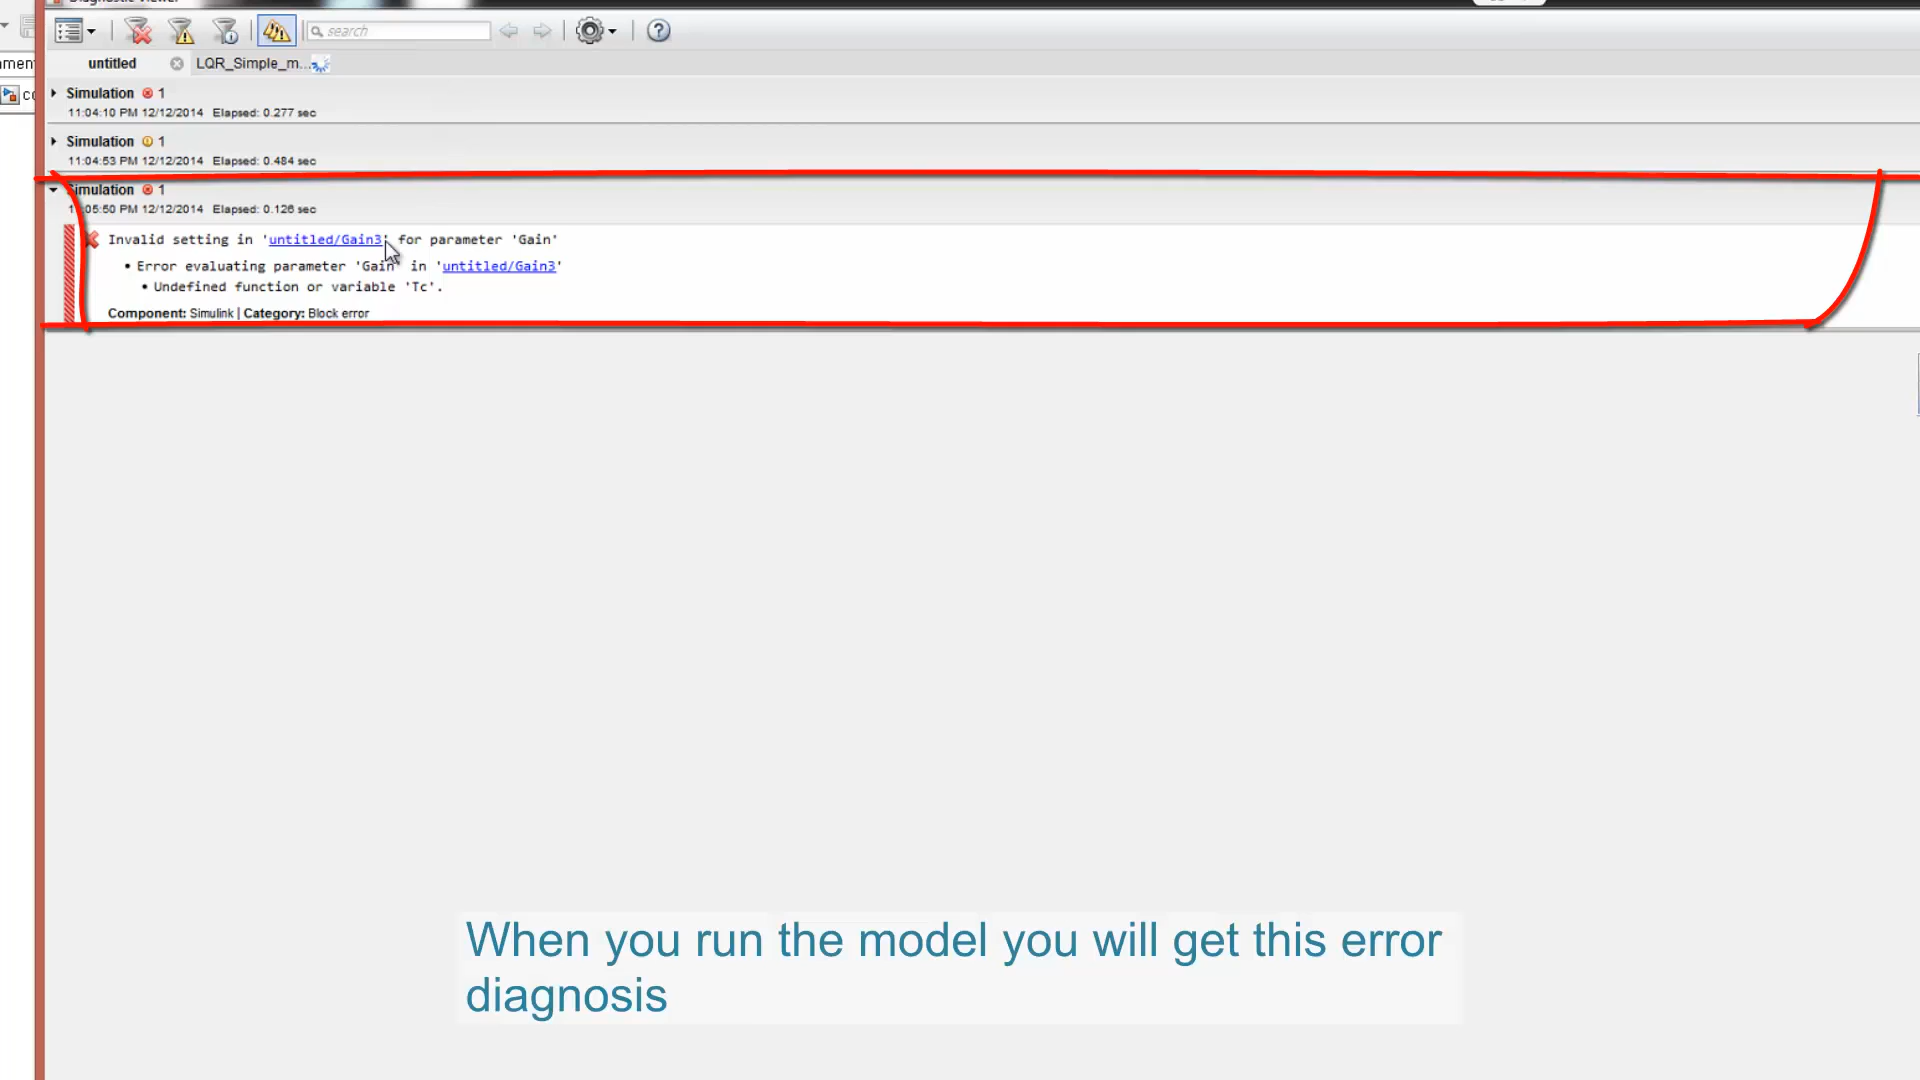 search
untitled LQR_Simple_m...
Simulation 1
11:04:10 PM 12/12/2014 Elapsed: 0.277 sec
Simulation 1
11:04:53 PM 12/12/2014 Elapsed: 0.484 sec
Simulation 1
:05:50 PM 12/12/2014 Elapsed: 0.126 sec
Invalid setting in 'untitled/Gain3' for parameter 'Gain'
• Error evaluating parameter 'Gain' in 'untitled/Gain3'
• Undefined function or variable 'Tc'.
Component: Simulink | Category: Block error
When you run the model you will get this error
diagnosis